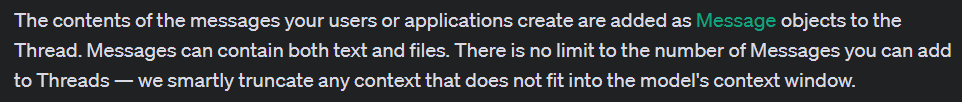 The contents of the messages your users or applications create are added as Message objects to the
Thread. Messages can contain both text and files. There is no limit to the number of Messages you can add
to Threads — we smartly truncate any context that does not fit into the model's context window.